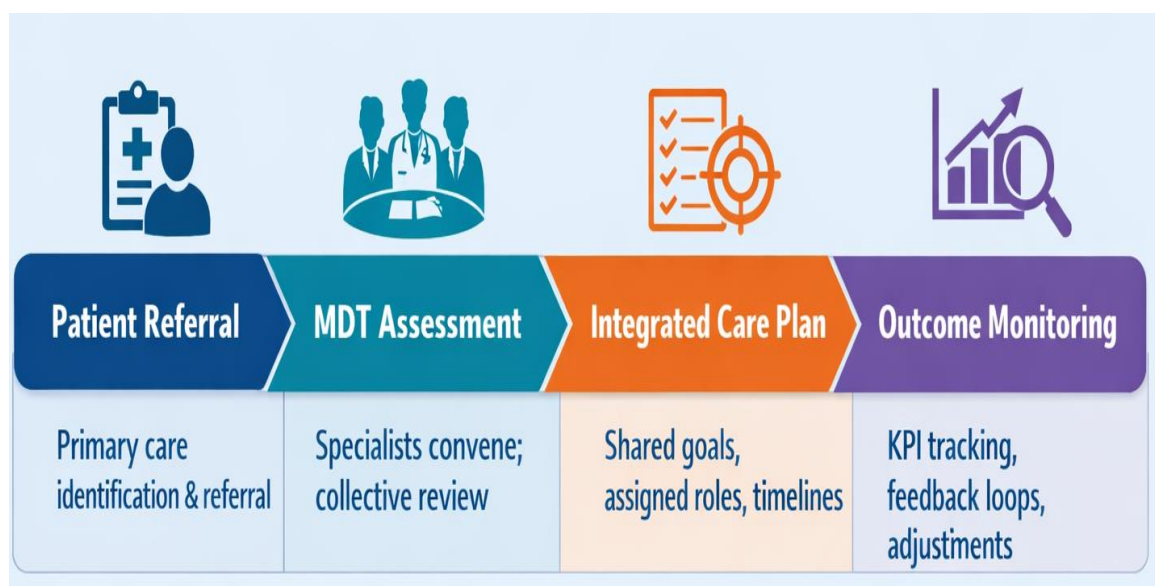 Patient Referral
MDT Assessment
Integrated Care Plan
Outcome Monitoring
Primary care
identification & referral
Specialists convene;
collective review
Shared goals,
assigned roles, timelines
KPI tracking,
feedback loops,
adjustments